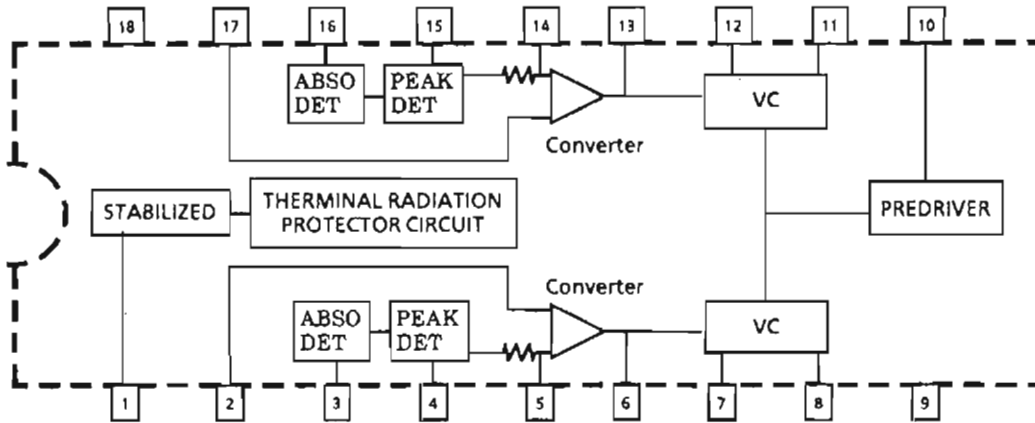 18 17 16 15 14 13 12 11 10
ABSO
DET
PEAK
DET
Converter
VC
STABILIZED
THERMINAL RADIATION
PROTECTOR CIRCUIT
PREDRIVER
Converter
ABSO
DET
PEAK
DET
VC
1 2 3 4 5 6 7 8 9